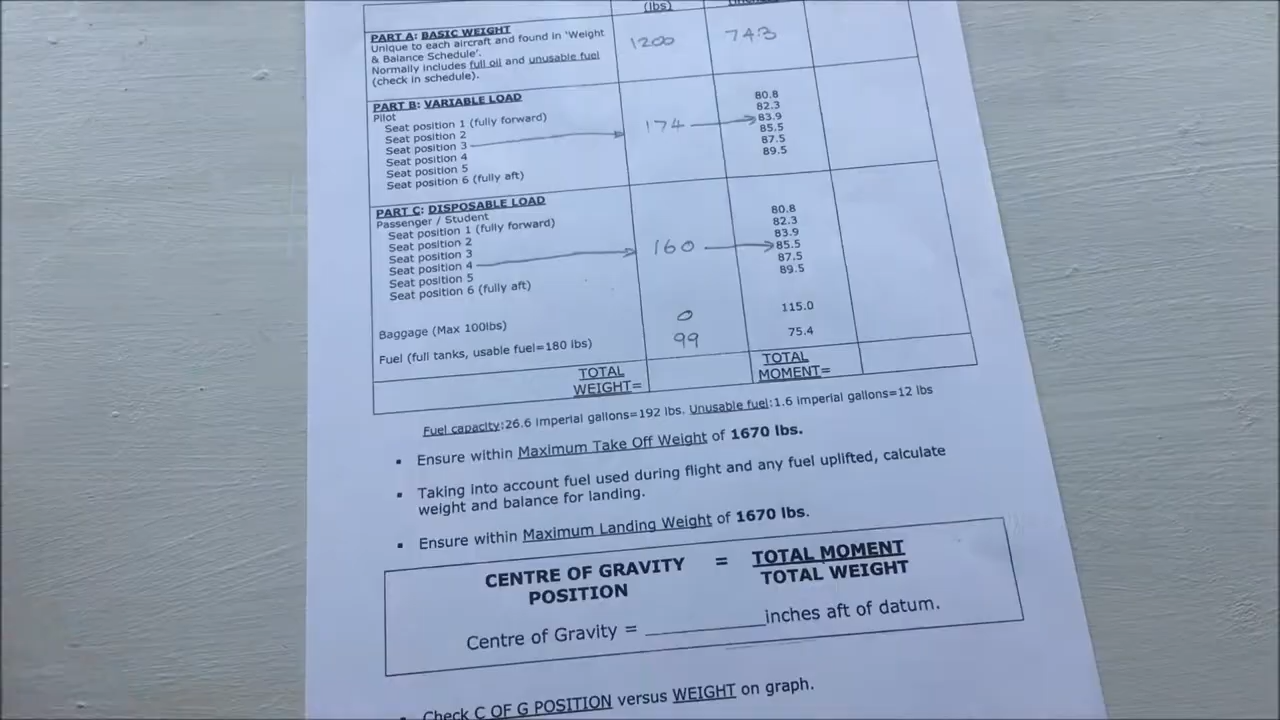 (lbs)
PART A: BASIC WEIGHT
Unique to each aircraft and found in 'Weight
& Balance Schedule'.
Normally includes full oil and unusable fuel
(check in schedule).
1200
PART B: VARIABLE LOAD
Pilot
Seat position 1 (fully forward)
Seat position 2
Seat position 3
Seat position 4
Seat position 5
Seat position 6 (fully aft)
174
80.8
82.3
83.9
85.5
87.5
89.5
PART C: DISPOSABLE LOAD
Passenger / Student
Seat position 1 (fully forward)
Seat position 2
Seat position 3
Seat position 4
Seat position 5
Seat position 6 (fully aft)
160
80.8
82.3
83.9
85.5
87.5
89.5
Baggage (Max 100lbs)
0
115.0
Fuel (full tanks, usable fuel=180 lbs)
99
75.4
TOTAL
WEIGHT=
TOTAL
MOMENT=
Fuel capacity:26.6 imperial gallons=192 lbs. Unusable fuel:1.6 imperial gallons=12 lbs
▪ Ensure within Maximum Take Off Weight of 1670 lbs.
▪ Taking into account fuel used during flight and any fuel uplifted, calculate
weight and balance for landing.
▪ Ensure within Maximum Landing Weight of 1670 lbs.
CENTRE OF GRAVITY
POSITION
=
TOTAL MOMENT
TOTAL WEIGHT
Centre of Gravity = __________inches aft of datum.
▪ Check C OF G POSITION versus WEIGHT on graph.